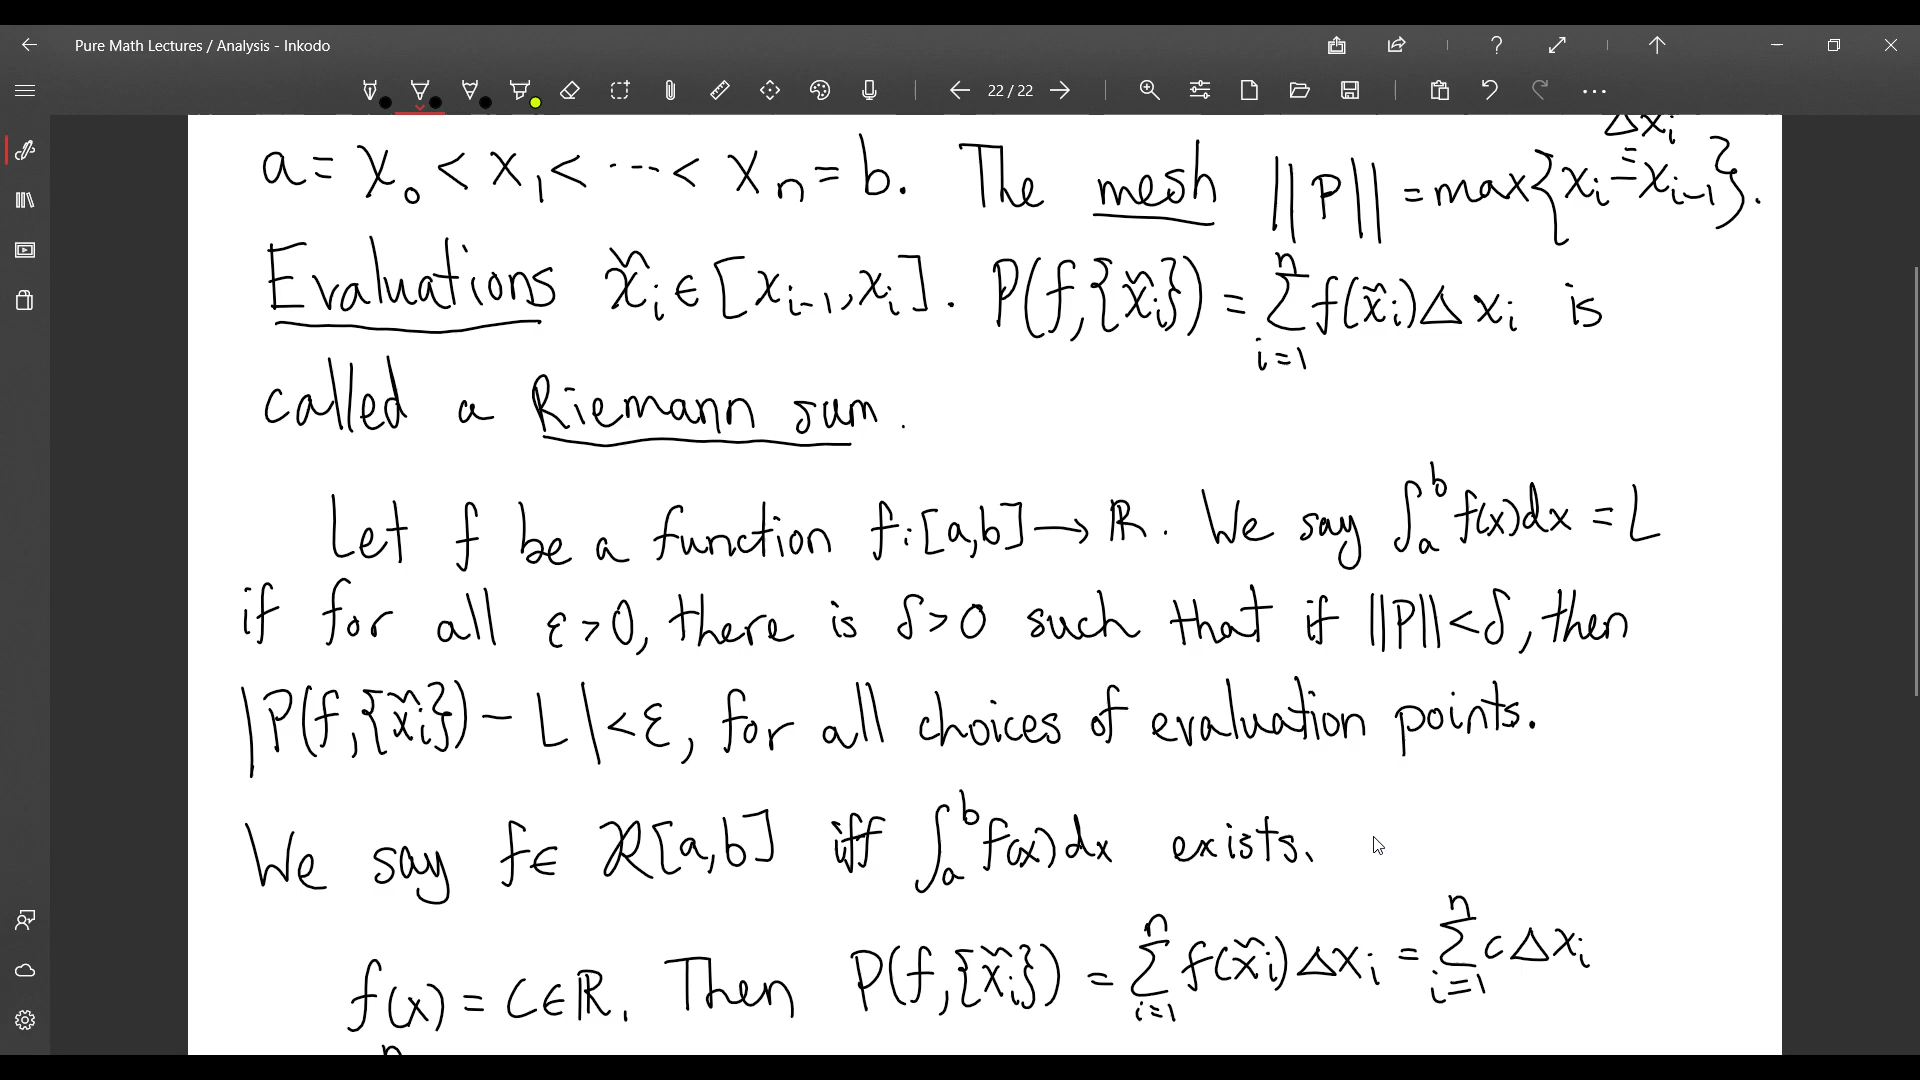 Pure Math Lectures / Analysis - Inkodo
22 / 22
Δxᵢ
a = x₀ < x₁ < ··· < xₙ = b. The mesh ||P|| = max{xᵢ - xᵢ₋₁}.
Evaluations x̃ᵢ ∈ [xᵢ₋₁, xᵢ]. P(f, {x̃ᵢ}) = ∑ᵢ₌₁ⁿ f(x̃ᵢ)Δxᵢ is
called a Riemann sum.
Let f be a function f: [a,b] → ℝ. We say ∫ₐᵇ f(x)dx = L
if for all ε > 0, there is δ > 0 such that if ||P|| < δ, then
|P(f, {x̃ᵢ}) - L| < ε, for all choices of evaluation points.
We say f ∈ ℛ[a,b] iff ∫ₐᵇ f(x)dx exists.
f(x) = c ∈ ℝ. Then P(f, {x̃ᵢ}) = ∑ᵢ₌₁ⁿ f(x̃ᵢ)Δxᵢ = ∑ᵢ₌₁ⁿ cΔxᵢ
n